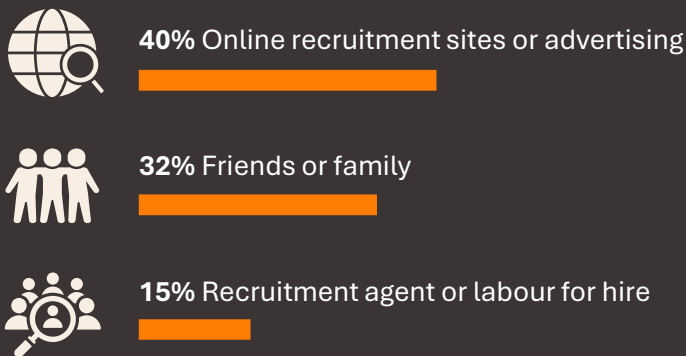 40% Online recruitment sites or advertising
32% Friends or family
15% Recruitment agent or labour for hire